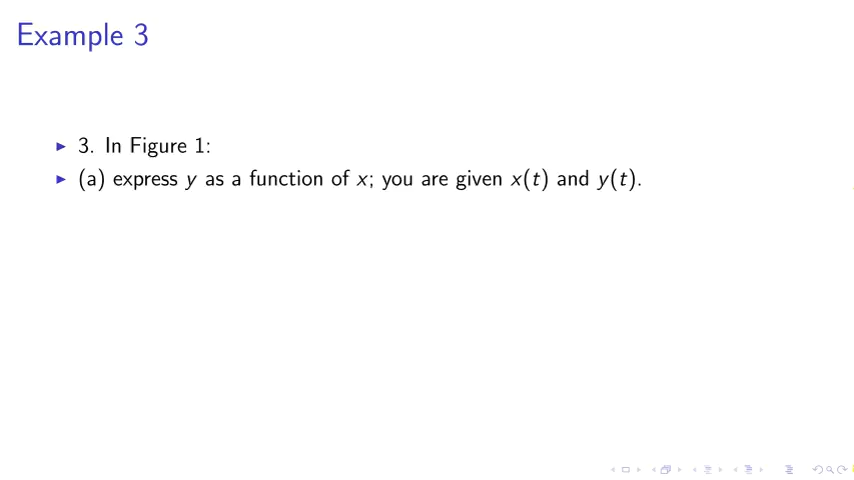 Example 3
▶ 3. In Figure 1:
▶ (a) express y as a function of x; you are given x(t) and y(t).